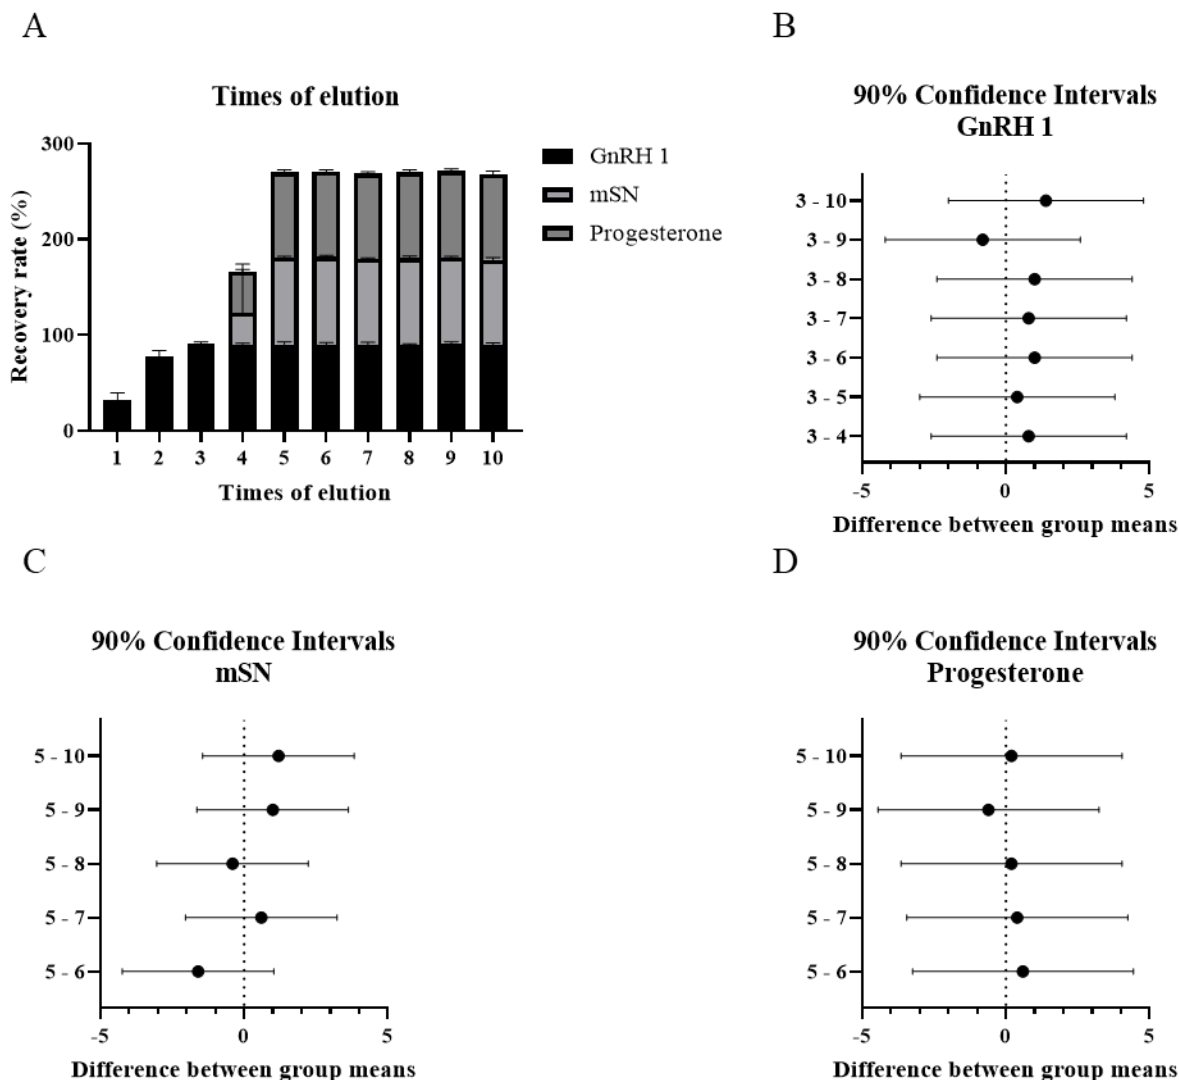 A
Times of elution
300
200
100
0
Recovery rate (%)
1 2 3 4 5 6 7 8 9 10
Times of elution
GnRH 1
mSN
Progesterone
B
90% Confidence Intervals
GnRH 1
3 - 10
3 - 9
3 - 8
3 - 7
3 - 6
3 - 5
3 - 4
-5 0 5
Difference between group means
C
90% Confidence Intervals
mSN
5 - 10
5 - 9
5 - 8
5 - 7
5 - 6
-5 0 5
Difference between group means
D
90% Confidence Intervals
Progesterone
5 - 10
5 - 9
5 - 8
5 - 7
5 - 6
-5 0 5
Difference between group means